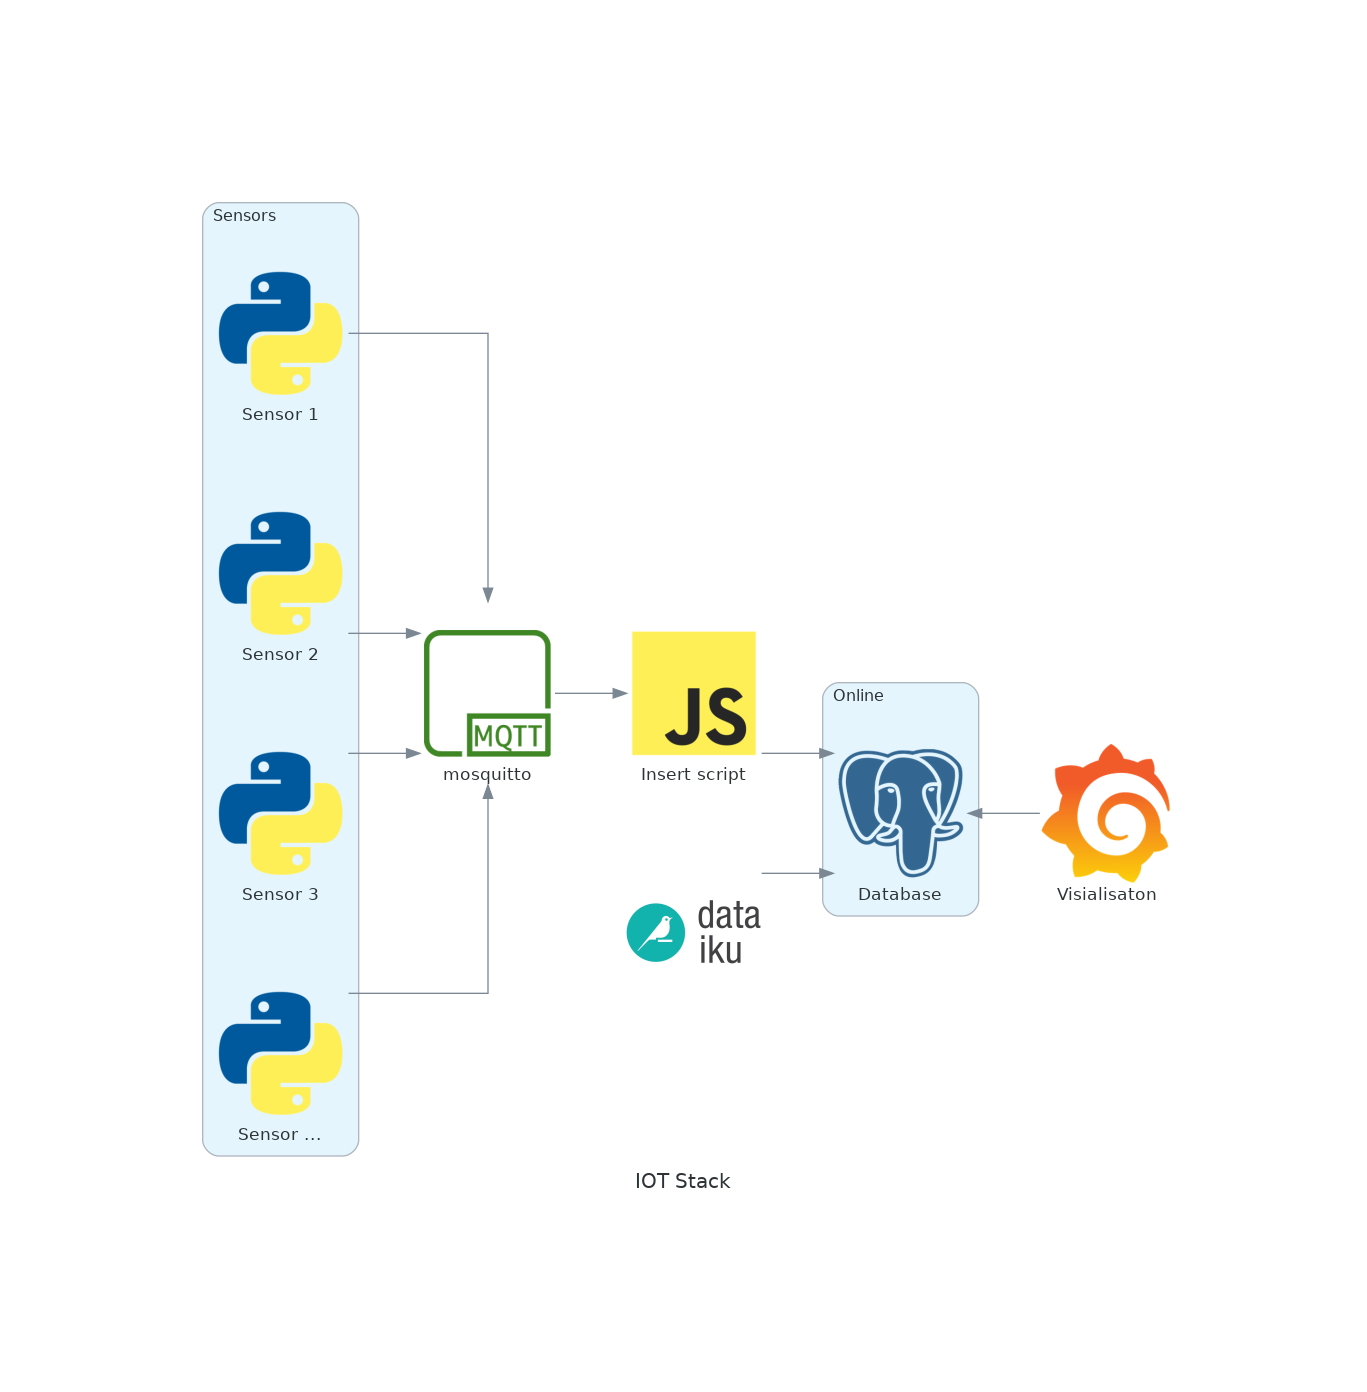 Sensors
Sensor 1
Sensor 2
Sensor 3
Sensor ...
MQTT
mosquitto
JS
Insert script
data
iku
Online
Database
Visialisaton
IOT Stack